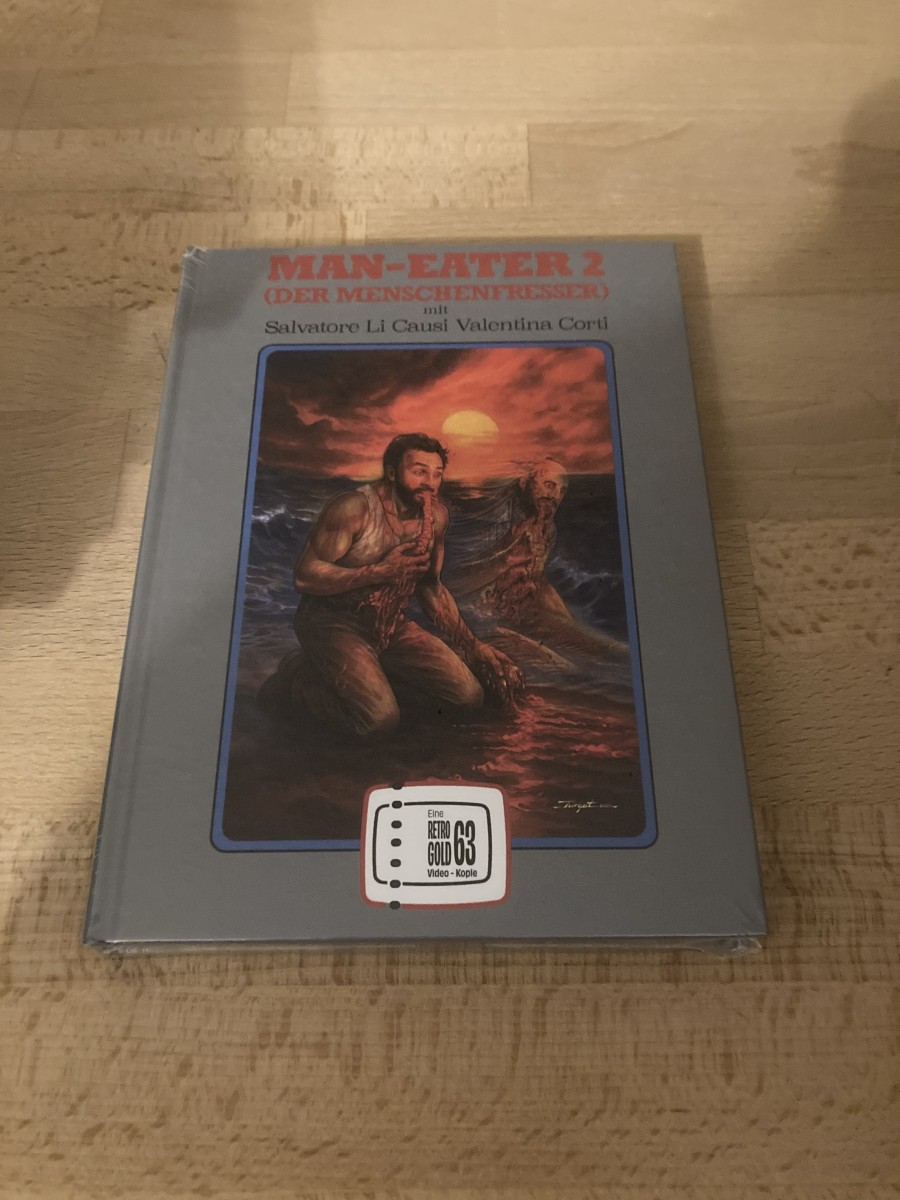 MAN-EATER 2
(DER MENSCHENFRESSER)
mit
Salvatore Li Causi Valentina Corti
Eine
RETRO
GOLD 63
Video - Kopie